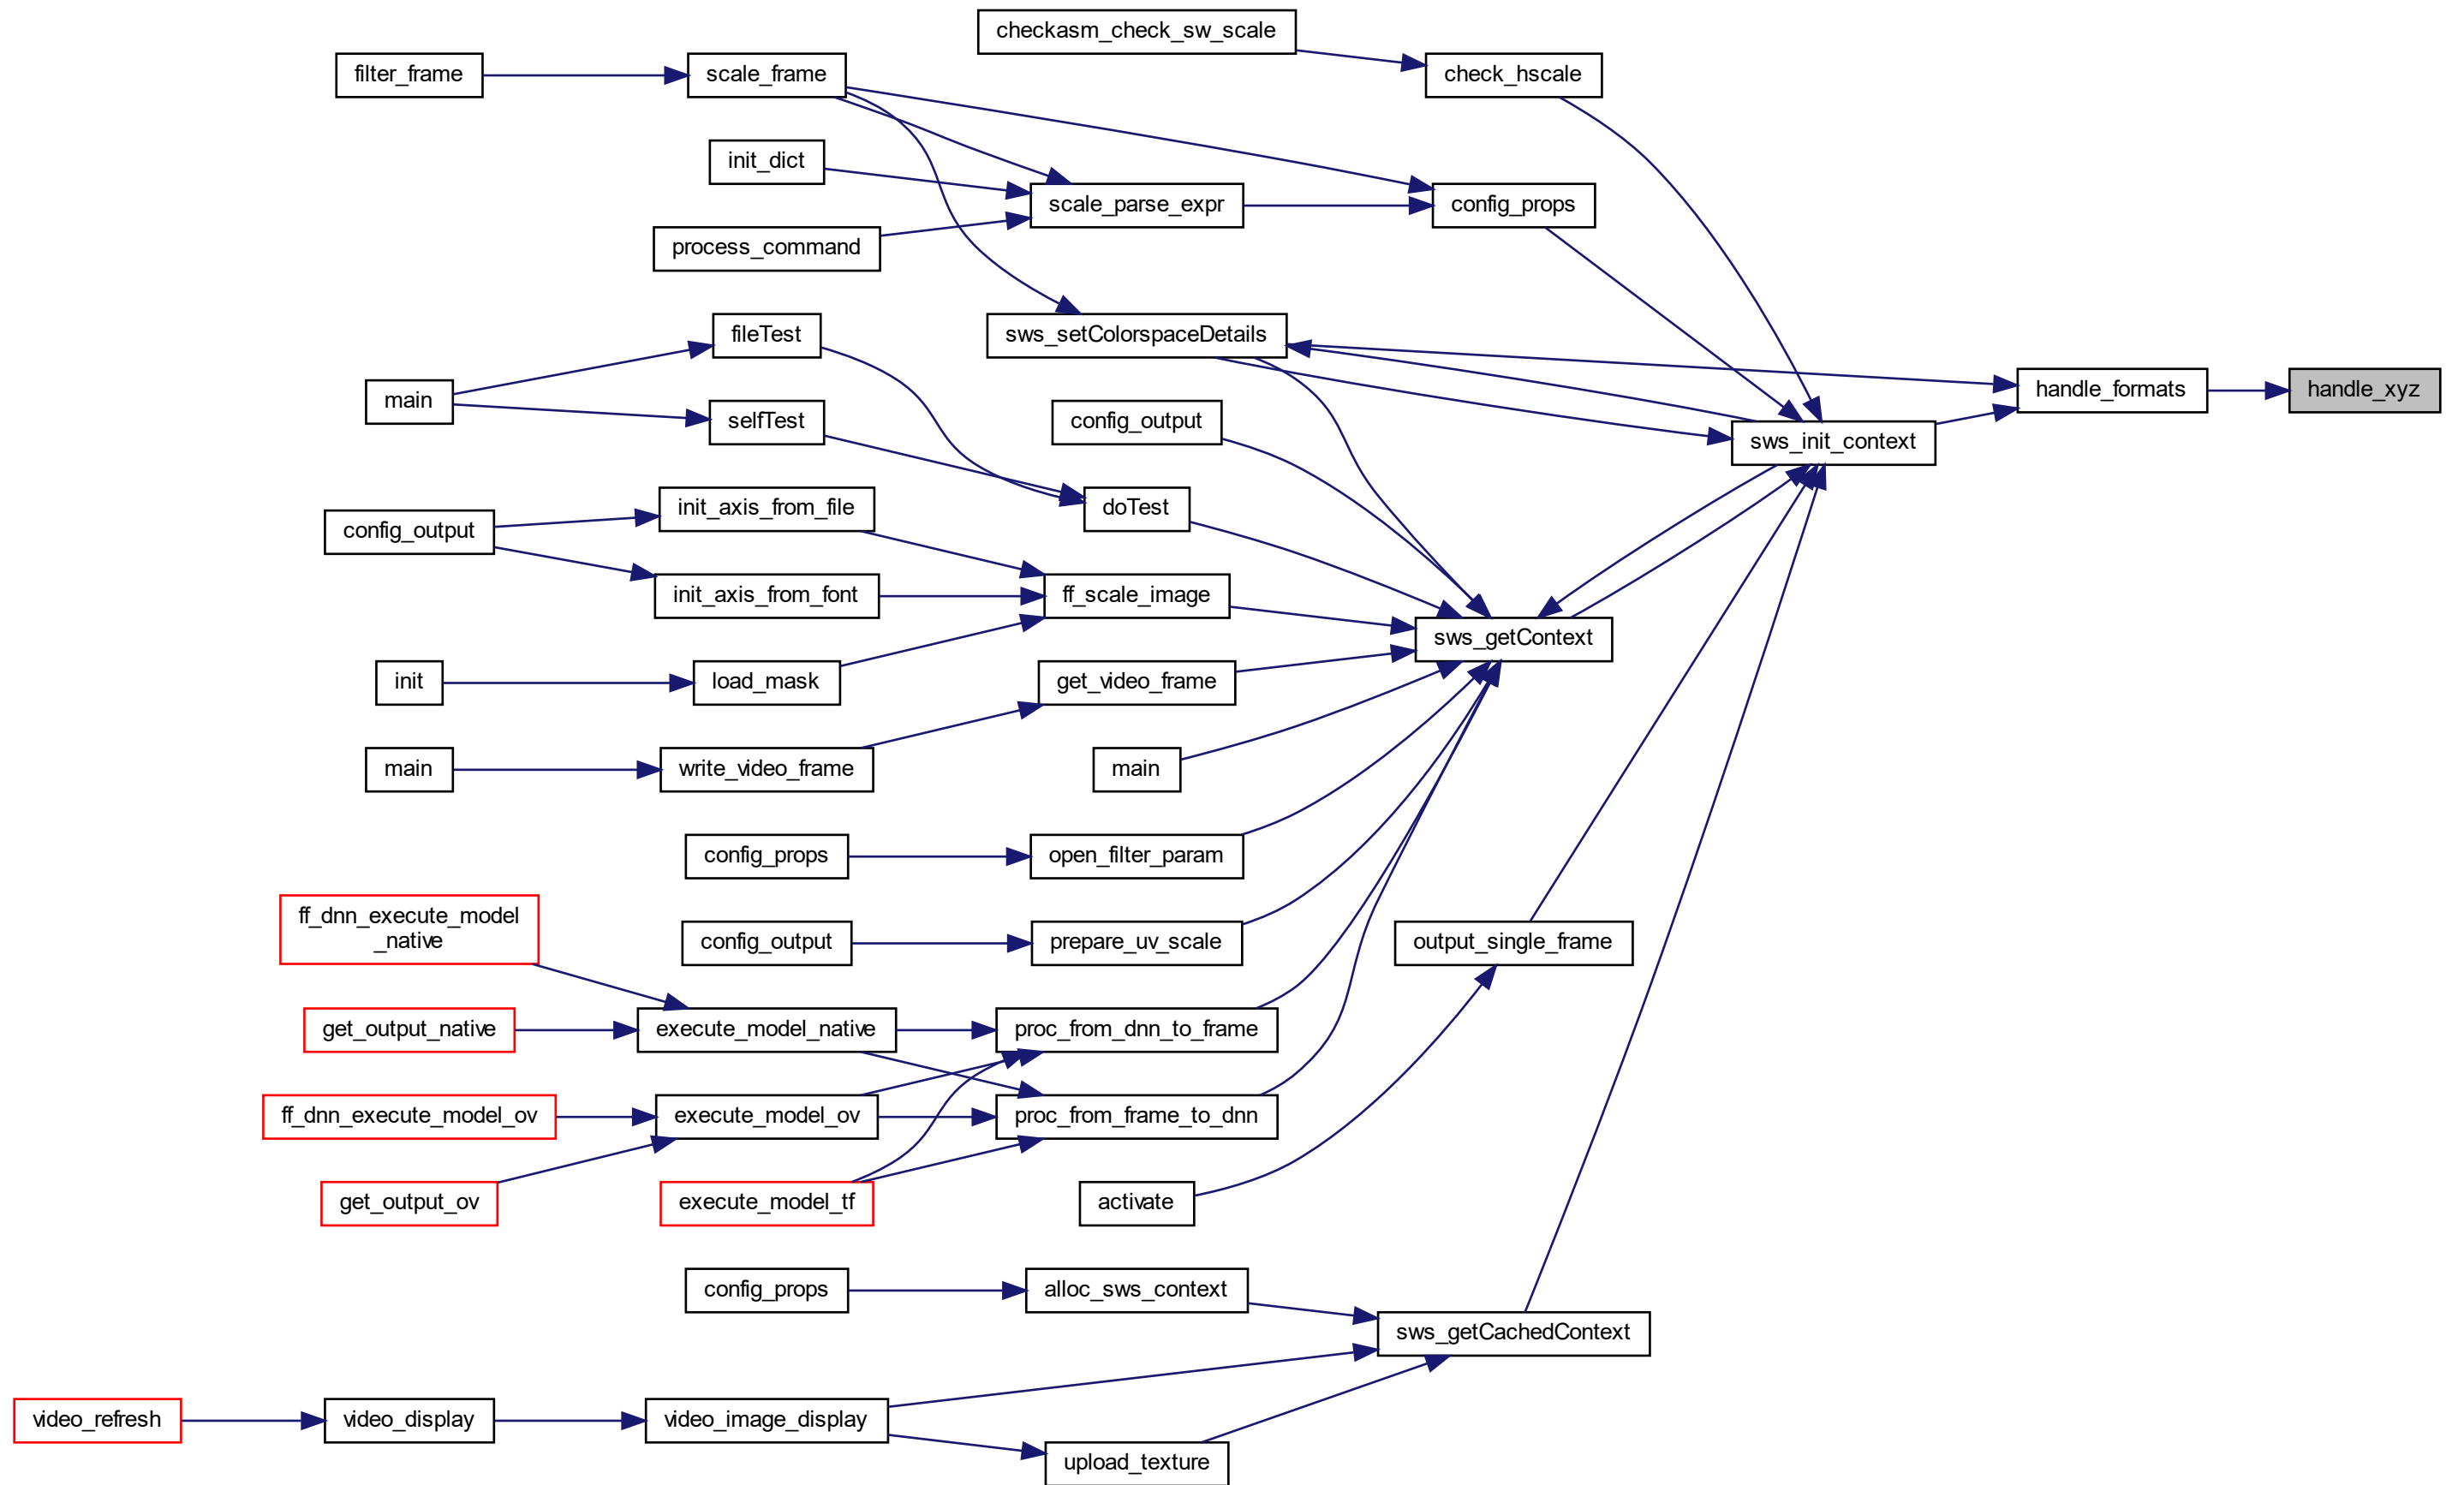 checkasm_check_sw_scale
filter_frame
scale_frame
check_hscale
init_dict
scale_parse_expr
config_props
process_command
fileTest
sws_setColorspaceDetails
main
handle_formats
handle_xyz
selfTest
config_output
sws_init_context
init_axis_from_file
doTest
config_output
init_axis_from_font
ff_scale_image
sws_getContext
init
load_mask
get_video_frame
main
write_video_frame
main
config_props
open_filter_param
ff_dnn_execute_model
_native
config_output
prepare_uv_scale
output_single_frame
get_output_native
execute_model_native
proc_from_dnn_to_frame
ff_dnn_execute_model_ov
execute_model_ov
proc_from_frame_to_dnn
get_output_ov
execute_model_tf
activate
config_props
alloc_sws_context
sws_getCachedContext
video_refresh
video_display
video_image_display
upload_texture